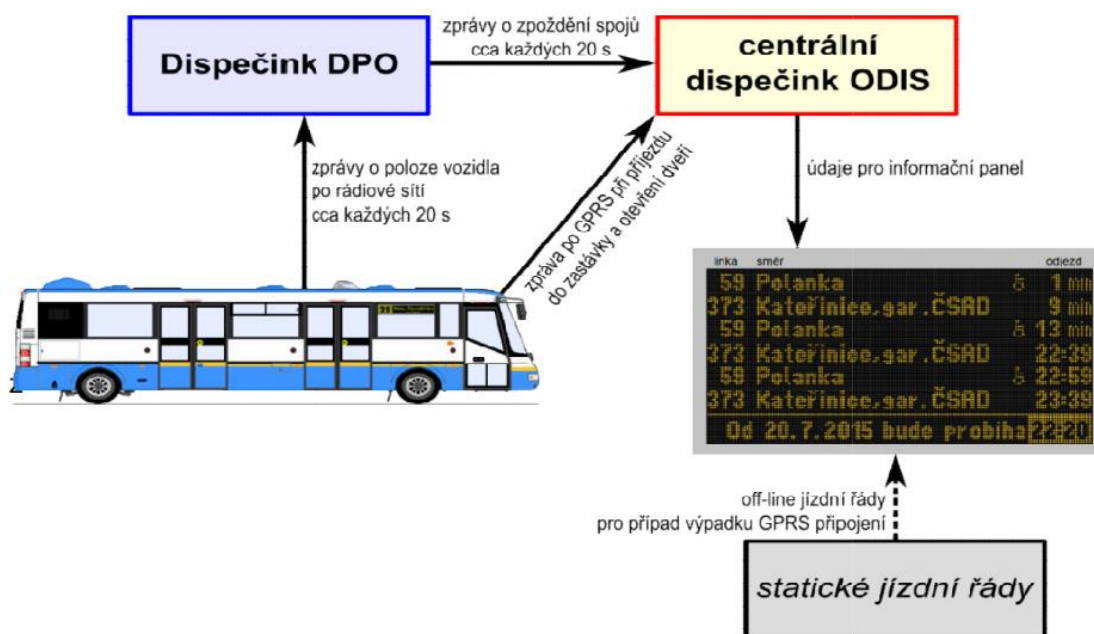 Dispečink DPO
zprávy o zpoždění spojů
cca každých 20 s
centrální
dispečink ODIS
zprávy o poloze vozidla
po rádiové sítí
cca každých 20 s
zpráva po GPRS při příjezdu
do zastávky a otevření dveří
údaje pro informační panel
linka směr odjezd
59 Polanka 1 min
373 Kateřinice,gar.ČSAD 9 min
59 Polanka 13 min
373 Kateřinice,gar.ČSAD 22:39
59 Polanka 22:59
373 Kateřinice,gar.ČSAD 23:39
Od 20.7.2015 bude probíha 22:20
off-line jízdní řády
pro případ výpadku GPRS připojení
statické jízdní řády